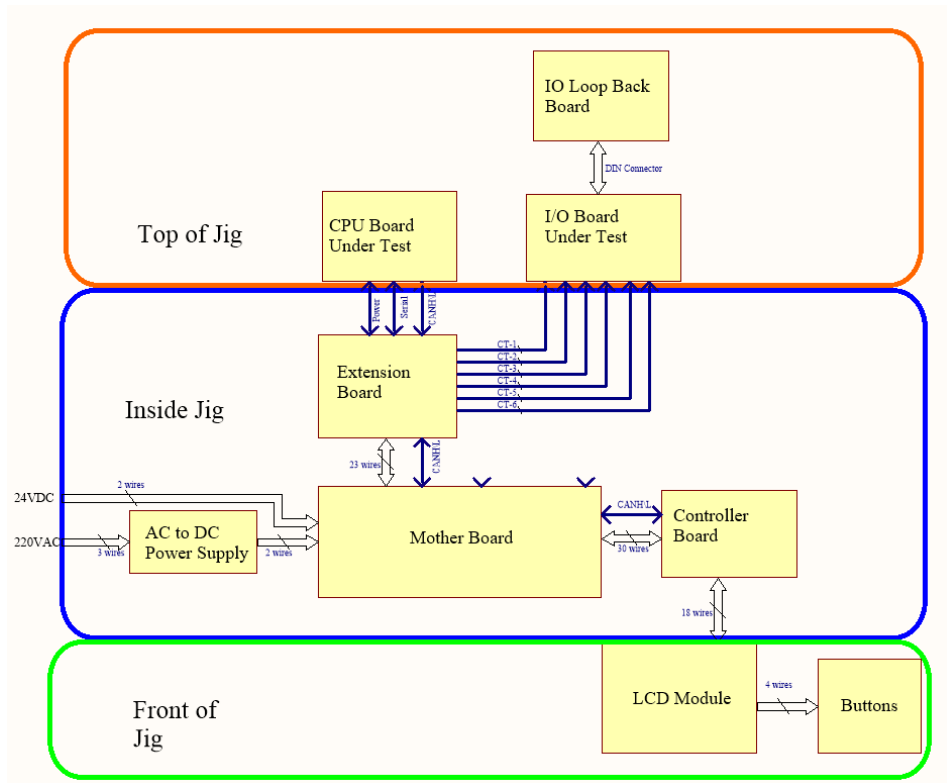 IO Loop Back
Board
DIN Connector
Top of Jig
CPU Board
Under Test
I/O Board
Under Test
Power
Serial
CANH\L
Extension
Board
CT-1
CT-2
CT-3
CT-4
CT-5
CT-6
Inside Jig
23 wires
CANH\L
24VDC
2 wires
220VAC
3 wires
AC to DC
Power Supply
2 wires
Mother Board
CANH\L
30 wires
Controller
Board
18 wires
Front of
Jig
LCD Module
4 wires
Buttons